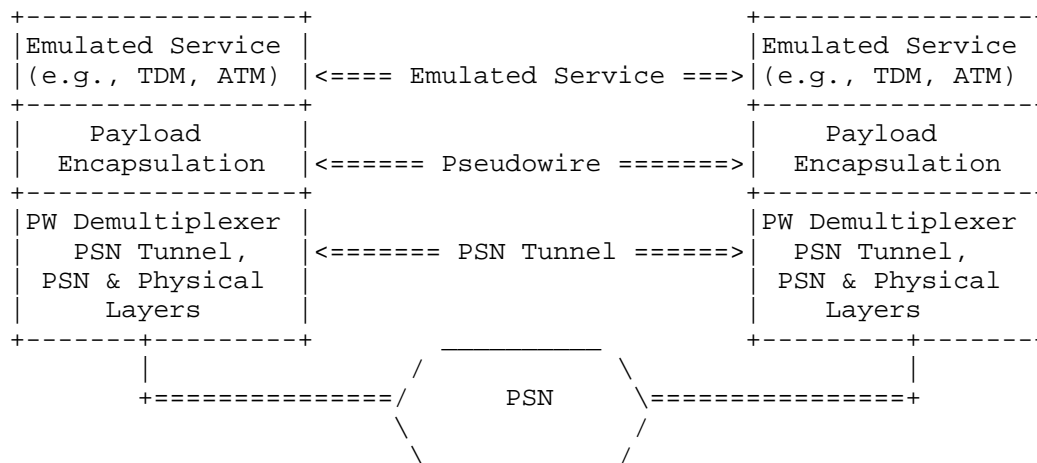 Emulated Service Emulated Service
(e.g., TDM, ATM) <==== Emulated Service ===> (e.g., TDM, ATM)
Payload Payload
Encapsulation <====== Pseudowire =======> Encapsulation
PW Demultiplexer PW Demultiplexer
PSN Tunnel, <======= PSN Tunnel ======> PSN Tunnel,
PSN & Physical PSN & Physical
Layers Layers
PSN